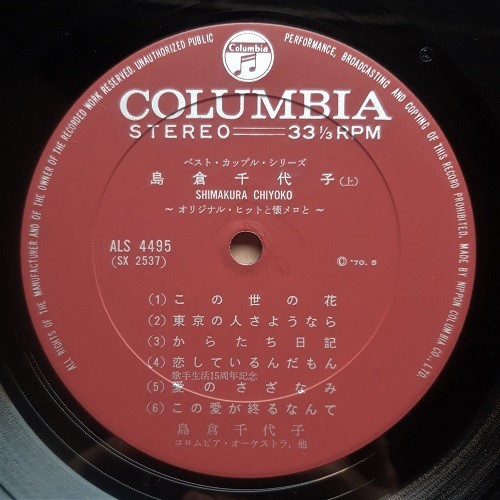 ALL RIGHTS OF THE MANUFACTURER AND OF THE OWNER OF THE RECORDED WORK RESERVED. UNAUTHORIZED PUBLIC PERFORMANCE, BROADCASTING AND COPYING OF THIS RECORD PROHIBITED. MADE BY NIPPON COLUMBIA CO., LTD.
Columbia
COLUMBIA
STEREO 33⅓RPM
ベスト・カップル・シリーズ
島倉千代子(上)
SHIMAKURA CHIYOKO
〜オリジナル・ヒットと懐メロと〜
ALS 4495
(SX 2537)
Ⓒ '70. 5
(1) この世の花
(2) 東京の人さようなら
(3) からたち日記
(4) 恋しているんだもん
歌手生活15周年記念
(5) 愛のさざなみ
(6) この愛が終るなんて
島倉千代子
コロムビア・オーケストラ、他